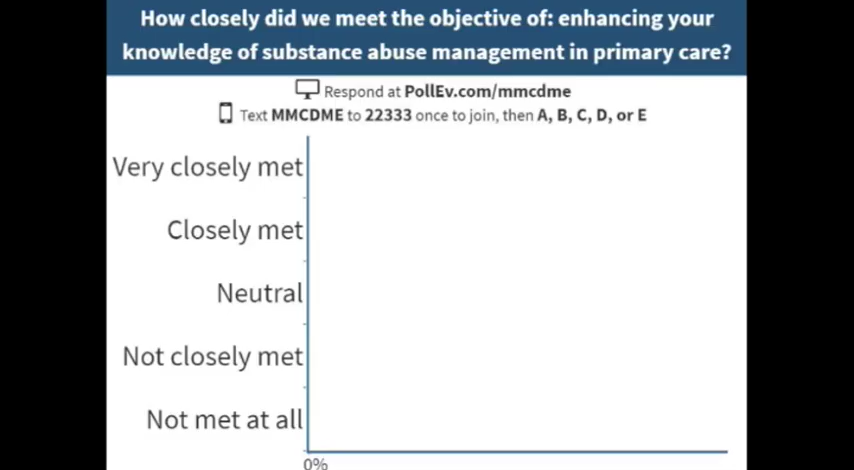 How closely did we meet the objective of: enhancing your
knowledge of substance abuse management in primary care?
Respond at PollEv.com/mmcdme
Text MMCDME to 22333 once to join, then A, B, C, D, or E
Very closely met
Closely met
Neutral
Not closely met
Not met at all
0%